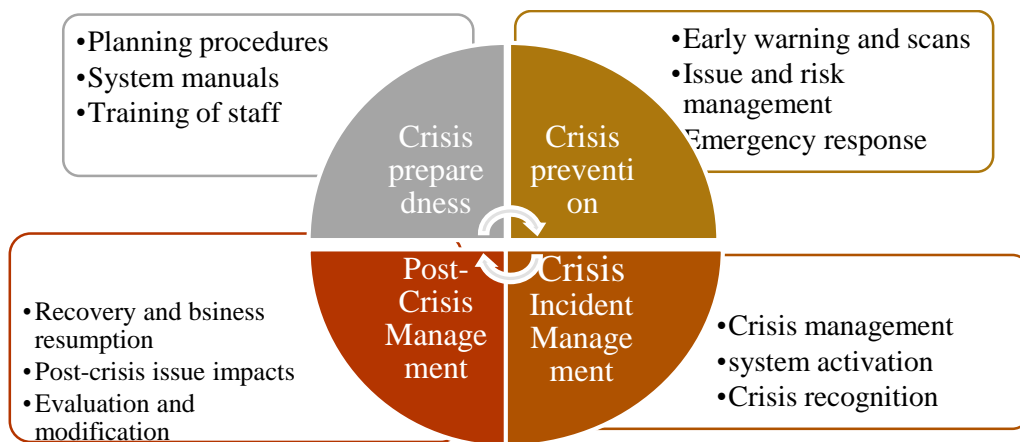 •Planning procedures
•System manuals
•Training of staff
•Early warning and scans
•Issue and risk
management
•Emergency response
Crisis
prepare
dness
Crisis
preventi
on
Post-
Crisis
Manage
ment
Crisis
Incident
Manage
ment
•Recovery and bsiness
resumption
•Post-crisis issue impacts
•Evaluation and
modification
•Crisis management
•system activation
•Crisis recognition